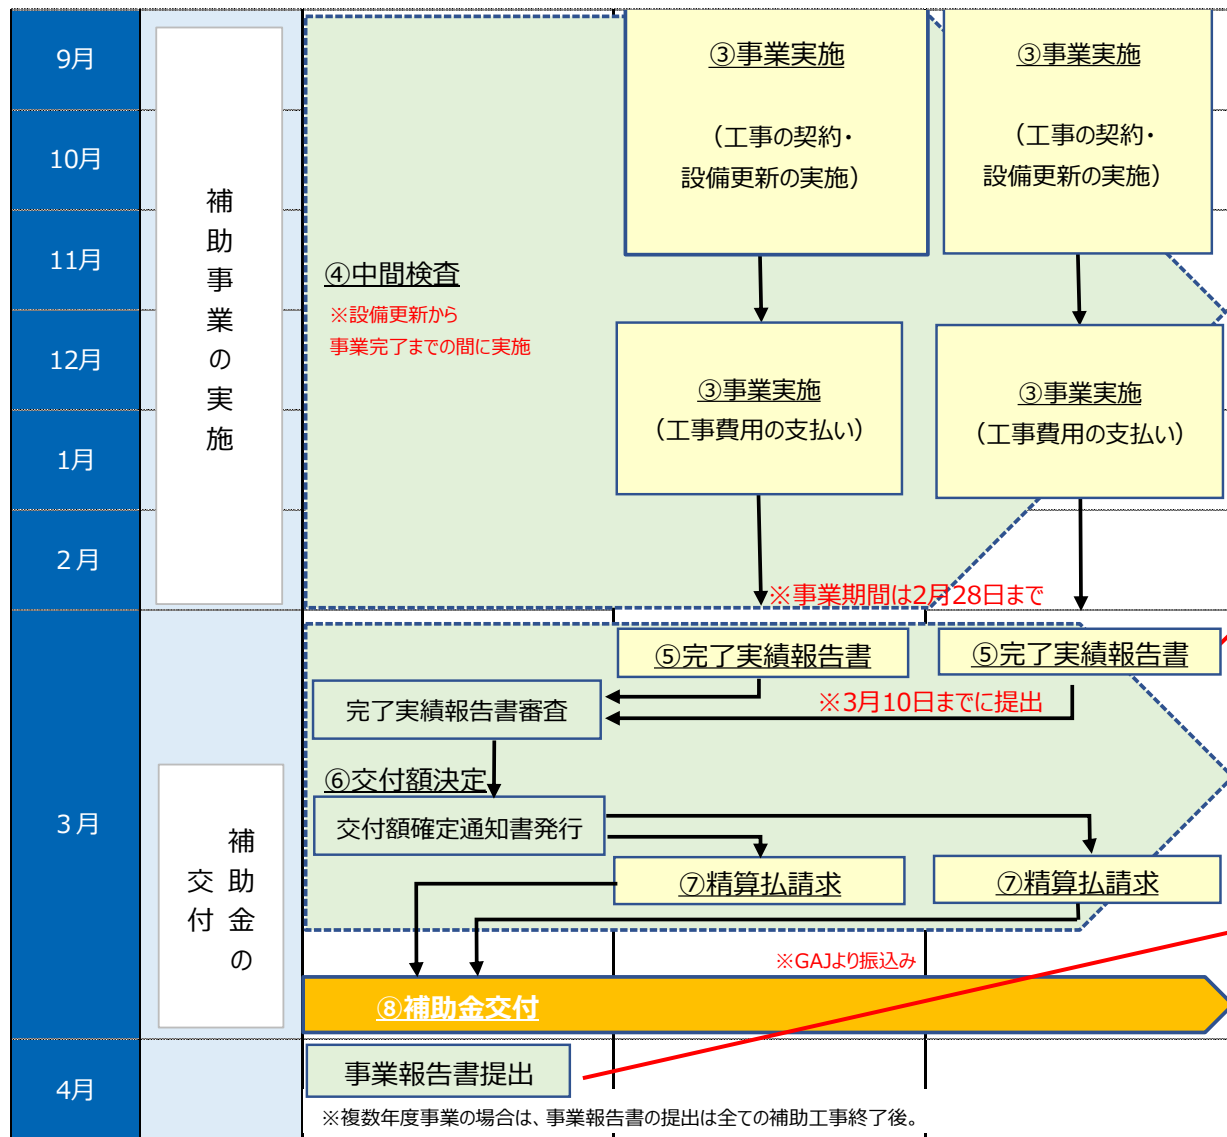 9月
10月
11月
12月
1月
2月
3月
4月
補助事業の実施
補助金の
交付
③事業実施
（工事の契約・
設備更新の実施）
③事業実施
（工事の契約・
設備更新の実施）
④中間検査
※設備更新から
事業完了までの間に実施
③事業実施
（工事費用の支払い）
③事業実施
（工事費用の支払い）
※事業期間は2月28日まで
⑤完了実績報告書
⑤完了実績報告書
完了実績報告書審査
※3月10日までに提出
⑥交付額決定
交付額確定通知書発行
⑦精算払請求
⑦精算払請求
※GAJより振込み
⑧補助金交付
事業報告書提出
※複数年度事業の場合は、事業報告書の提出は全ての補助工事終了後。